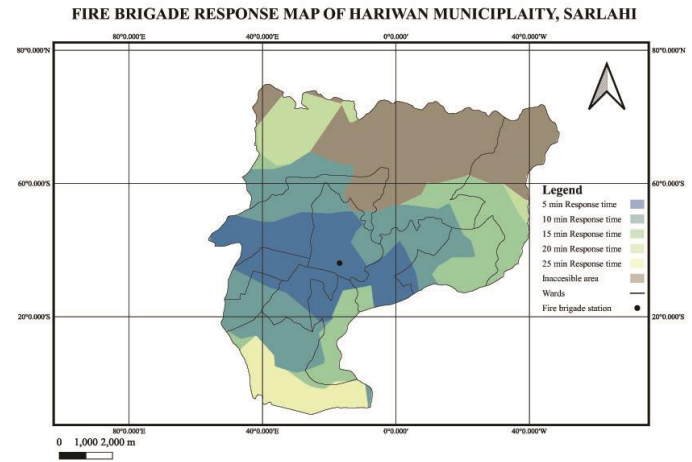 FIRE BRIGADE RESPONSE MAP OF HARIWAN MUNICIPLAITY, SARLAHI
80°0.000'E 40°0.000'E 0°0.000' 40°0.000'W
80°0.000'N 80°0.000'N
60°0.000'S 60°0.000'S
Legend
5 min Response time
10 min Response time
15 min Response time
20 min Response time
25 min Response time
Inaccesible area
Wards
Fire brigade station
20°0.000'S 20°0.000'S
80°0.000'E 40°0.000'E 0°0.000' 40°0.000'W
0 1,000 2,000 m